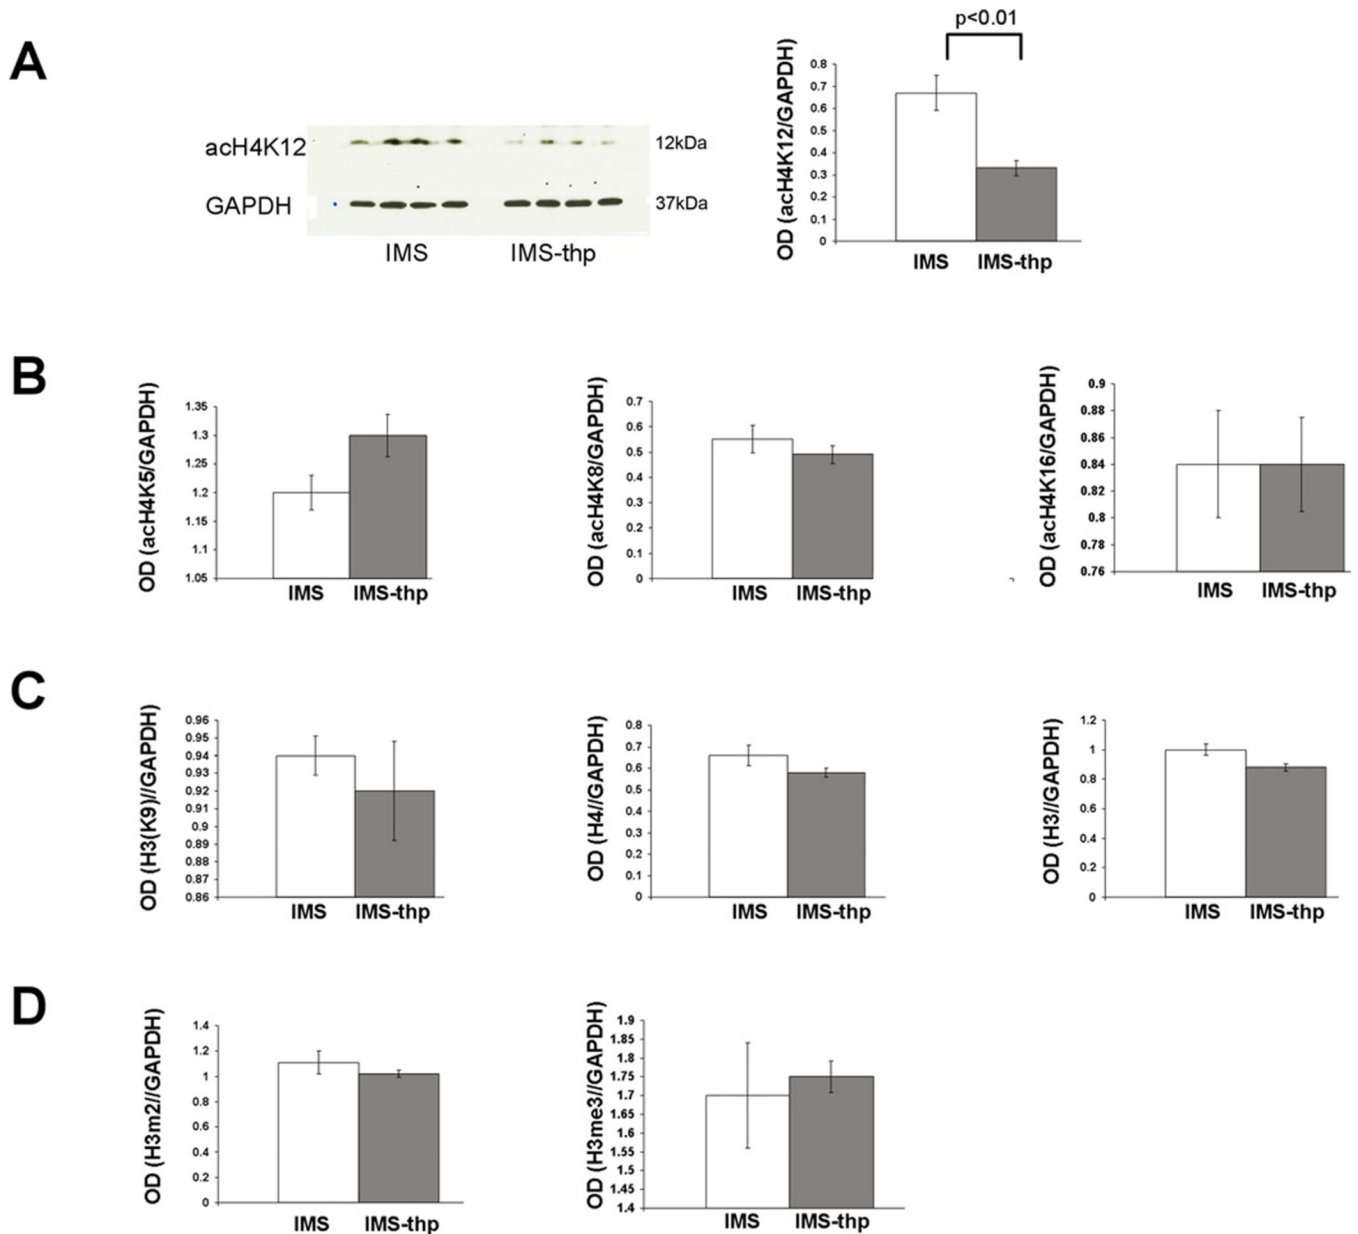 A
acH4K12
GAPDH
12kDa
37kDa
IMS
IMS-thp
p<0.01
OD (acH4K12/GAPDH)
0.8
0.7
0.6
0.5
0.4
0.3
0.2
0.1
0
IMS
IMS-thp
B
OD (acH4K5/GAPDH)
1.35
1.3
1.25
1.2
1.15
1.1
1.05
IMS
IMS-thp
OD (acH4K8/GAPDH)
0.7
0.6
0.5
0.4
0.3
0.2
0.1
0
IMS
IMS-thp
OD (acH4K16/GAPDH)
0.9
0.88
0.86
0.84
0.82
0.8
0.78
0.76
IMS
IMS-thp
C
OD (H3(K9)//GAPDH)
0.96
0.95
0.94
0.93
0.92
0.91
0.9
0.89
0.88
0.87
0.86
IMS
IMS-thp
OD (H4//GAPDH)
0.8
0.7
0.6
0.5
0.4
0.3
0.2
0.1
0
IMS
IMS-thp
OD (H3//GAPDH)
1.2
1
0.8
0.6
0.4
0.2
0
IMS
IMS-thp
D
OD (H3m2//GAPDH)
1.4
1.2
1
0.8
0.6
0.4
0.2
0
IMS
IMS-thp
OD (H3me3//GAPDH)
1.9
1.85
1.8
1.75
1.7
1.65
1.6
1.55
1.5
1.45
1.4
IMS
IMS-thp